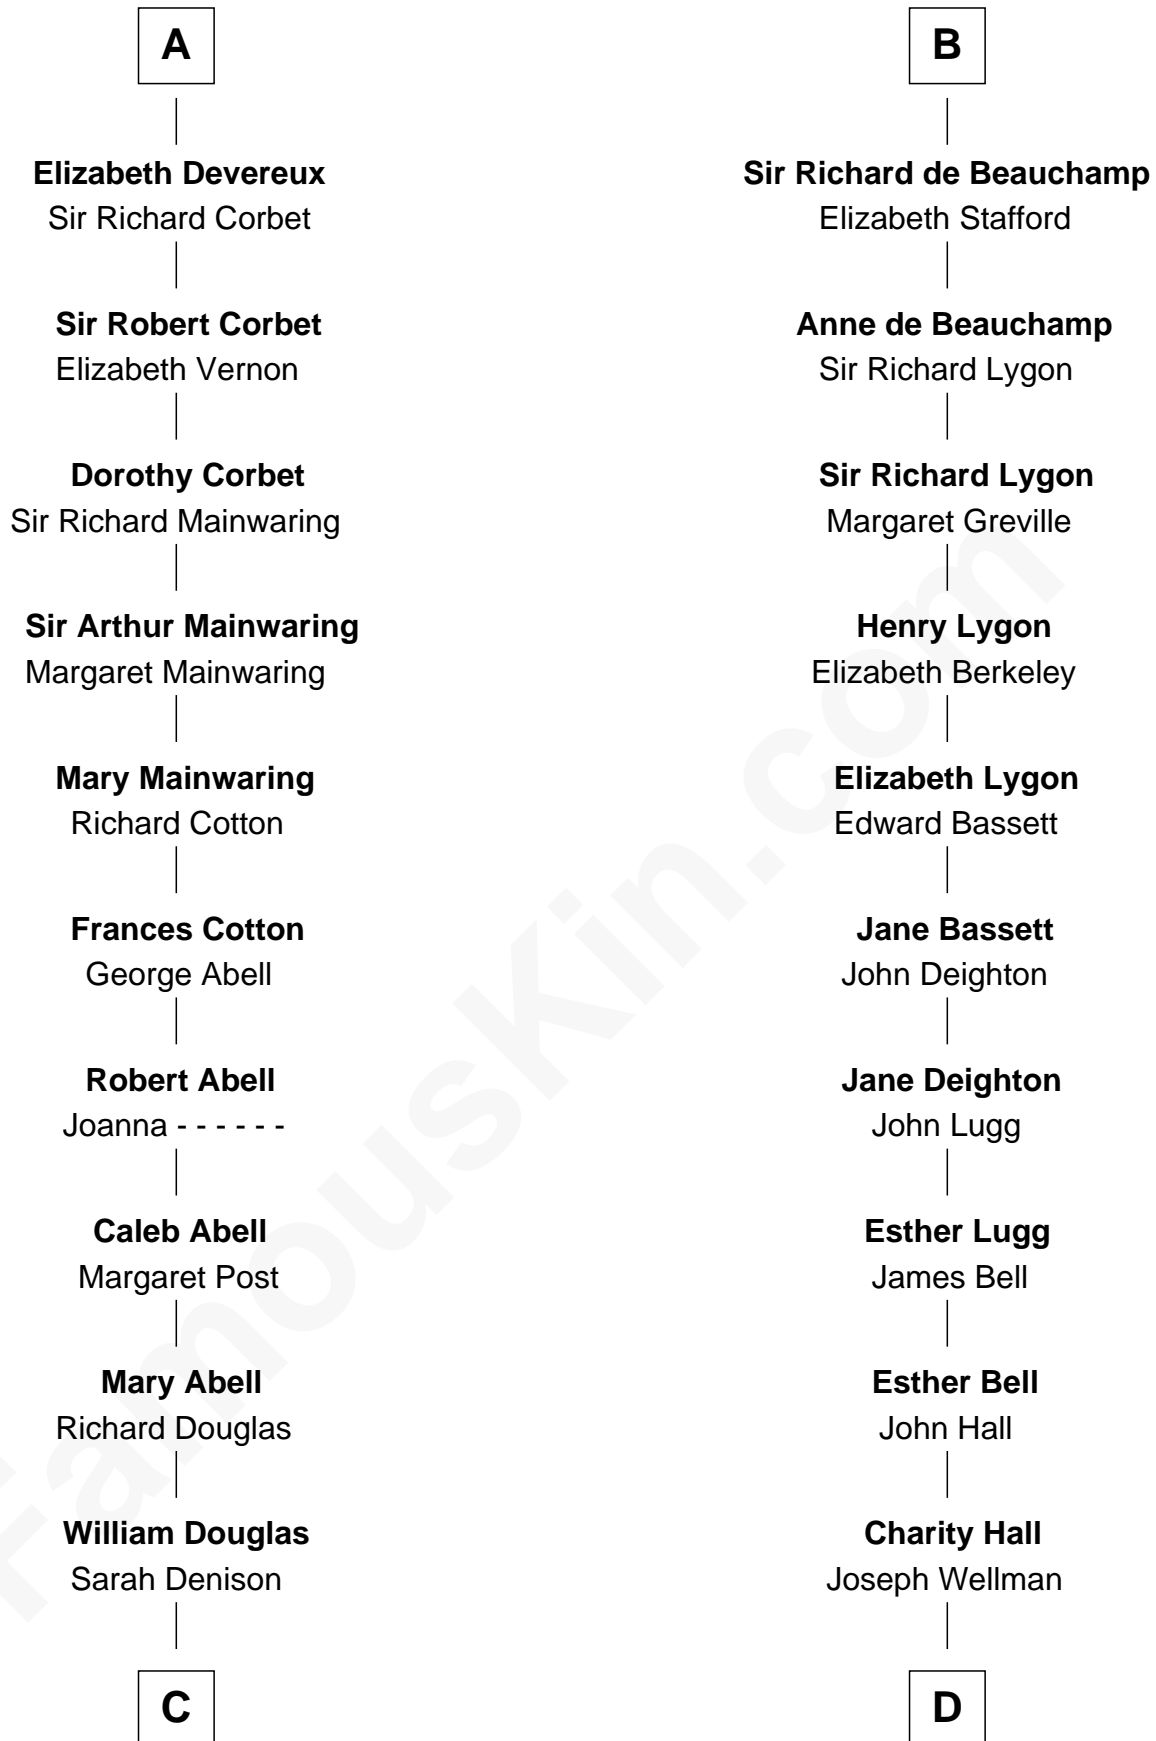 A
Elizabeth Devereux
Sir Richard Corbet
Sir Robert Corbet
Elizabeth Vernon
Dorothy Corbet
Sir Richard Mainwaring
Sir Arthur Mainwaring
Margaret Mainwaring
Mary Mainwaring
Richard Cotton
Frances Cotton
George Abell
Robert Abell
Joanna - - - - - -
Caleb Abell
Margaret Post
Mary Abell
Richard Douglas
William Douglas
Sarah Denison
C
B
Sir Richard de Beauchamp
Elizabeth Stafford
Anne de Beauchamp
Sir Richard Lygon
Sir Richard Lygon
Margaret Greville
Henry Lygon
Elizabeth Berkeley
Elizabeth Lygon
Edward Bassett
Jane Bassett
John Deighton
Jane Deighton
John Lugg
Esther Lugg
James Bell
Esther Bell
John Hall
Charity Hall
Joseph Wellman
D
FamousKin.com